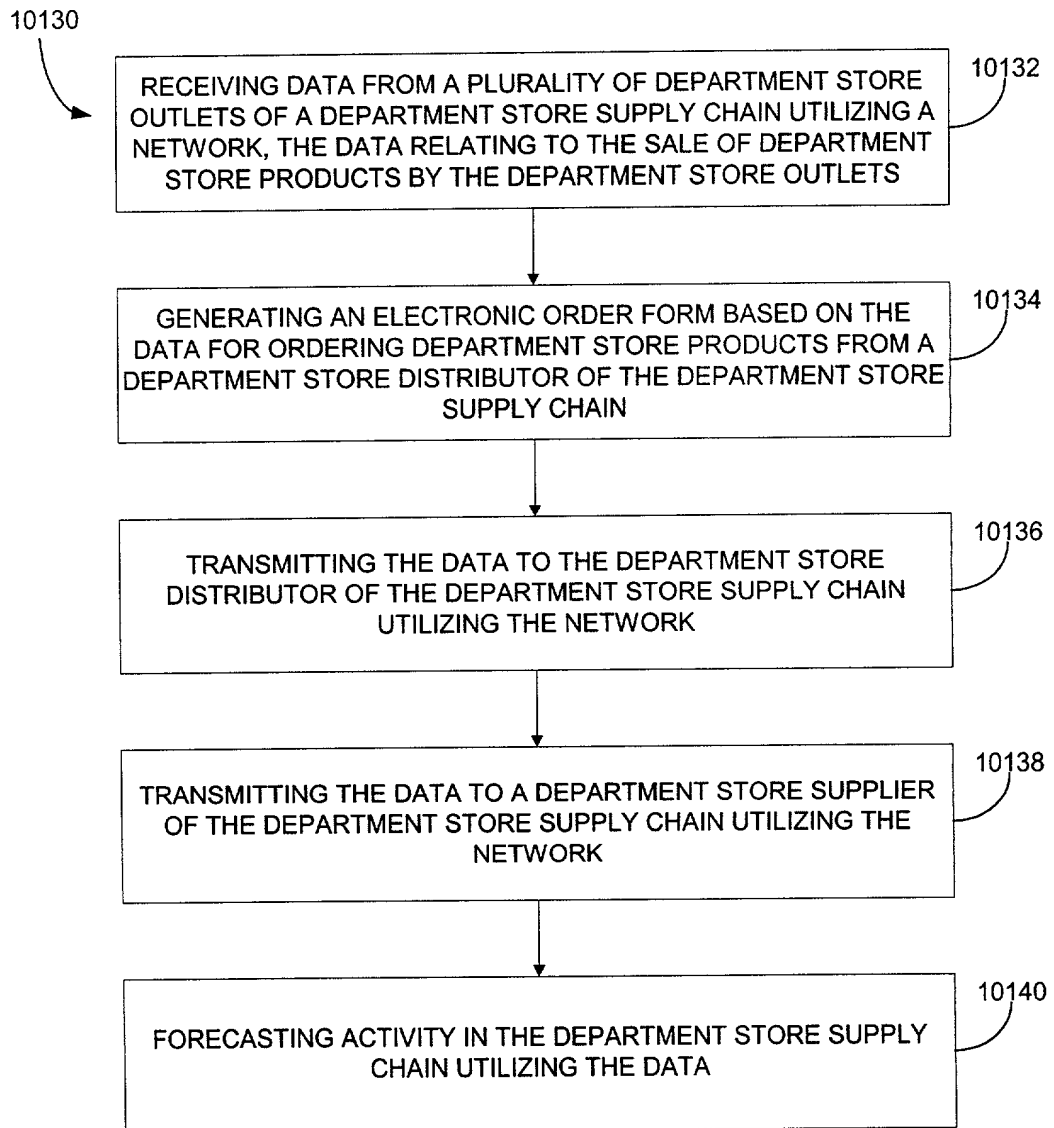 10130
10132
RECEIVING DATA FROM A PLURALITY OF DEPARTMENT STORE
OUTLETS OF A DEPARTMENT STORE SUPPLY CHAIN UTILIZING A
NETWORK, THE DATA RELATING TO THE SALE OF DEPARTMENT
STORE PRODUCTS BY THE DEPARTMENT STORE OUTLETS
10134
GENERATING AN ELECTRONIC ORDER FORM BASED ON THE
DATA FOR ORDERING DEPARTMENT STORE PRODUCTS FROM A
DEPARTMENT STORE DISTRIBUTOR OF THE DEPARTMENT STORE
SUPPLY CHAIN
10136
TRANSMITTING THE DATA TO THE DEPARTMENT STORE
DISTRIBUTOR OF THE DEPARTMENT STORE SUPPLY CHAIN
UTILIZING THE NETWORK
10138
TRANSMITTING THE DATA TO A DEPARTMENT STORE SUPPLIER
OF THE DEPARTMENT STORE SUPPLY CHAIN UTILIZING THE
NETWORK
10140
FORECASTING ACTIVITY IN THE DEPARTMENT STORE SUPPLY
CHAIN UTILIZING THE DATA